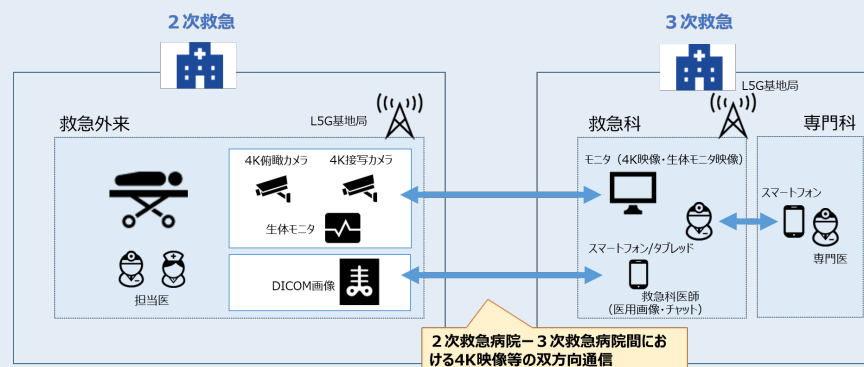 2次救急
3次救急
救急外来
L5G基地局
4K俯瞰カメラ
4K接写カメラ
生体モニタ
DICOM画像
担当医
L5G基地局
救急科
専門科
モニタ（4K映像・生体モニタ映像）
スマートフォン
専門医
スマートフォン/タブレッド
救急科医師
（医用画像・チャット）
２次救急病院ー３次救急病院間にお
ける4K映像等の双方向通信